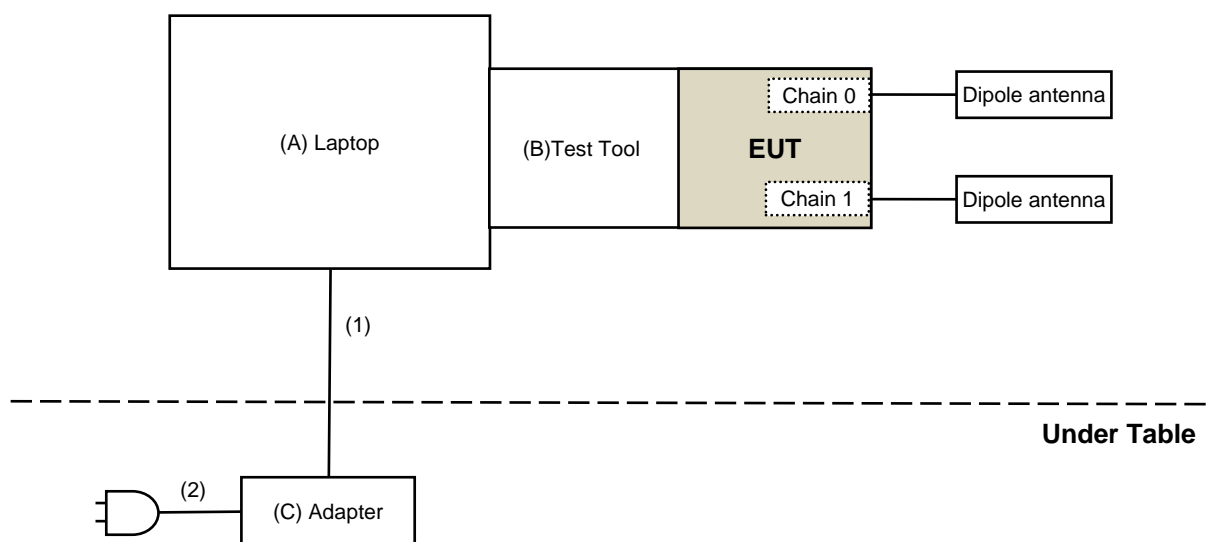 Chain 0
Dipole antenna
(A) Laptop
(B)Test Tool
EUT
Chain 1
Dipole antenna
(1)
Under Table
(2)
(C) Adapter